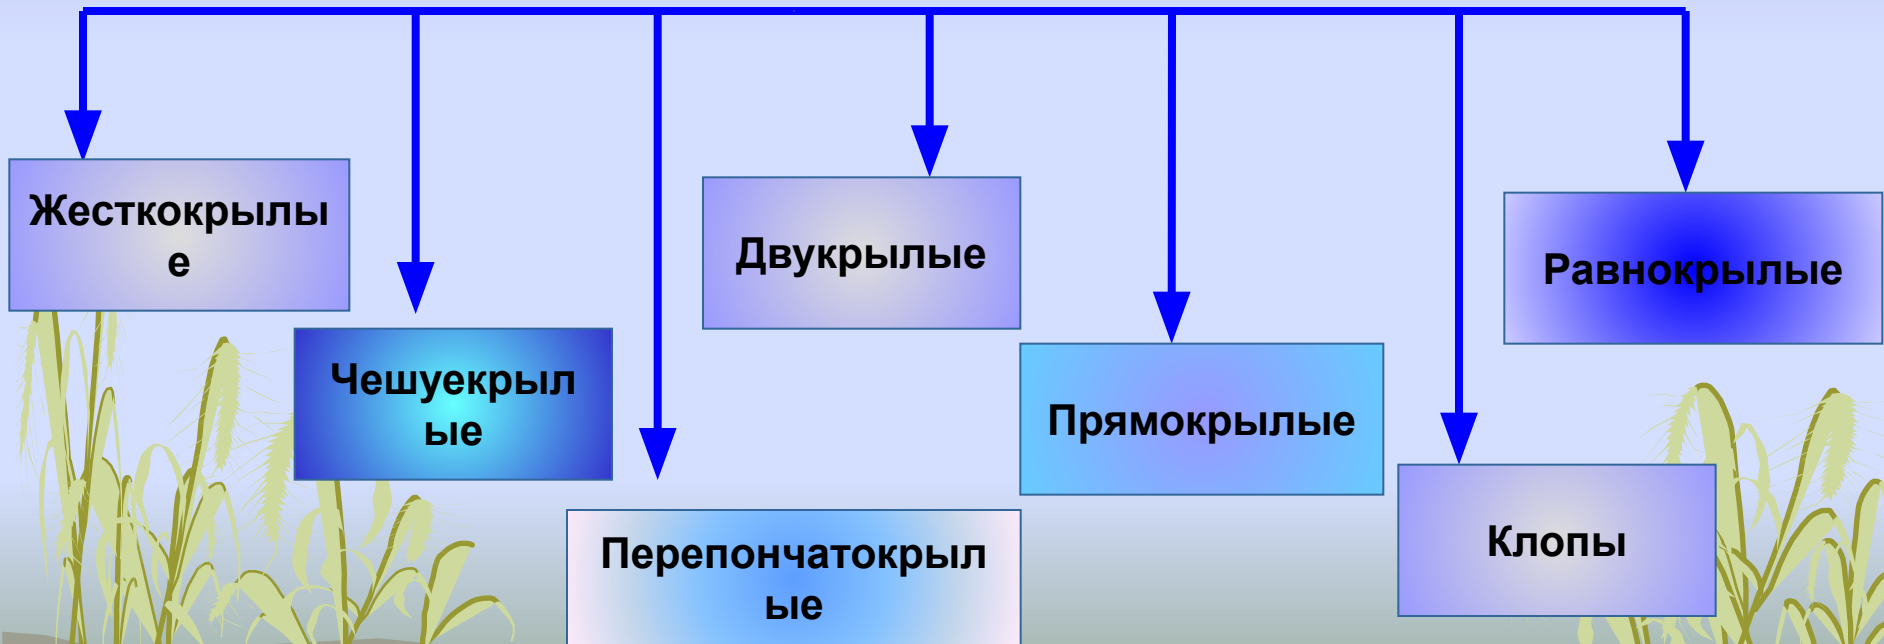 Жесткокрылы
е
Чешуекрыл
ые
Перепончатокрыл
ые
Двукрылые
Прямокрылые
Клопы
Равнокрылые